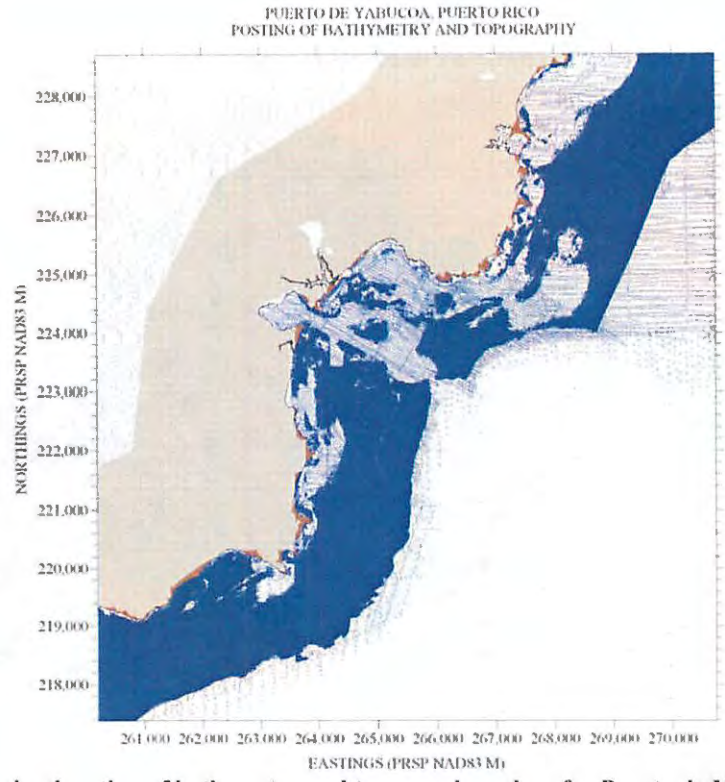 PUERTO DE YABUCOA, PUERTO RICO
POSTING OF BATHYMETRY AND TOPOGRAPHY
228,000
227,000
226,000
225,000
224,000
223,000
222,000
221,000
220,000
219,000
218,000
NORTHINGS (PRSP NAD83 M)
261,000 262,000 263,000 264,000 265,000 266,000 267,000 268,000 269,000 270,000
EASTINGS (PRSP NAD83 M)